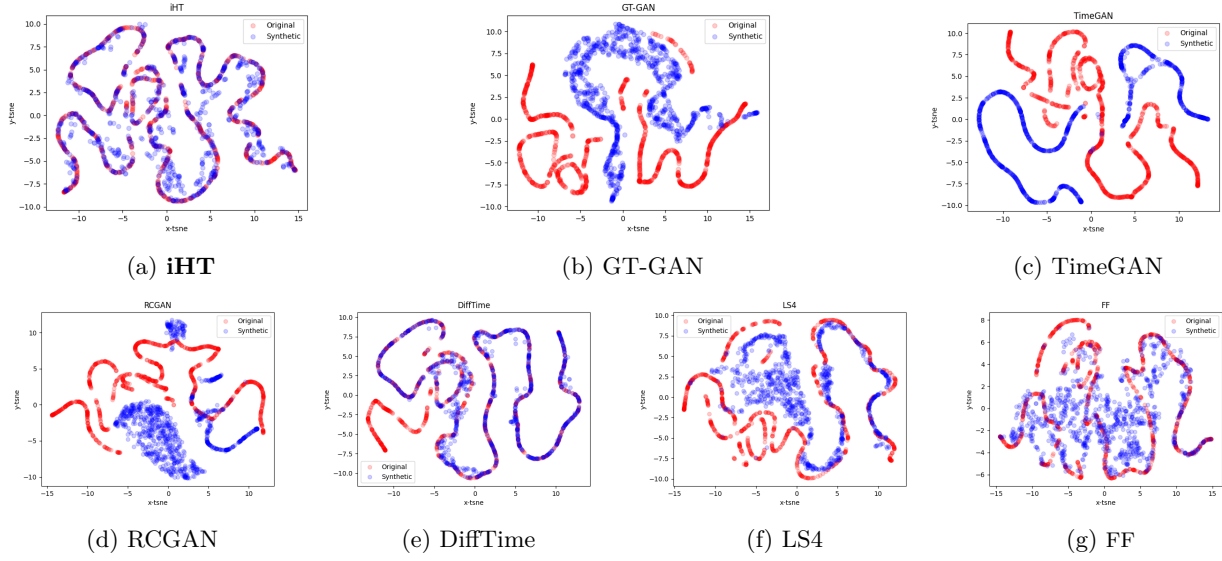 iHT
Original
Synthetic
10.0
7.5
5.0
2.5
0.0
−2.5
−5.0
−7.5
−10.0
y-tsne
−10
−5
0
5
10
15
x-tsne
(a) iHT
GT-GAN
Original
Synthetic
10.0
7.5
5.0
2.5
0.0
−2.5
−5.0
−7.5
−10.0
y-tsne
−10
−5
0
5
10
15
x-tsne
(b) GT-GAN
TimeGAN
Original
Synthetic
10.0
7.5
5.0
2.5
0.0
−2.5
−5.0
−7.5
−10.0
y-tsne
−10
−5
0
5
10
x-tsne
(c) TimeGAN
RCGAN
Original
Synthetic
10
5
0
−5
−10
y-tsne
−15
−10
−5
0
5
10
x-tsne
(d) RCGAN
DiffTime
Original
Synthetic
10.0
7.5
5.0
2.5
0.0
−2.5
−5.0
−7.5
−10.0
y-tsne
−10
−5
0
5
10
x-tsne
(e) DiffTime
LS4
Original
Synthetic
10.0
7.5
5.0
2.5
0.0
−2.5
−5.0
−7.5
−10.0
y-tsne
−15
−10
−5
0
5
10
x-tsne
(f) LS4
FF
Original
Synthetic
8
6
4
2
0
−2
−4
−6
y-tsne
−15
−10
−5
0
5
10
15
x-tsne
(g) FF